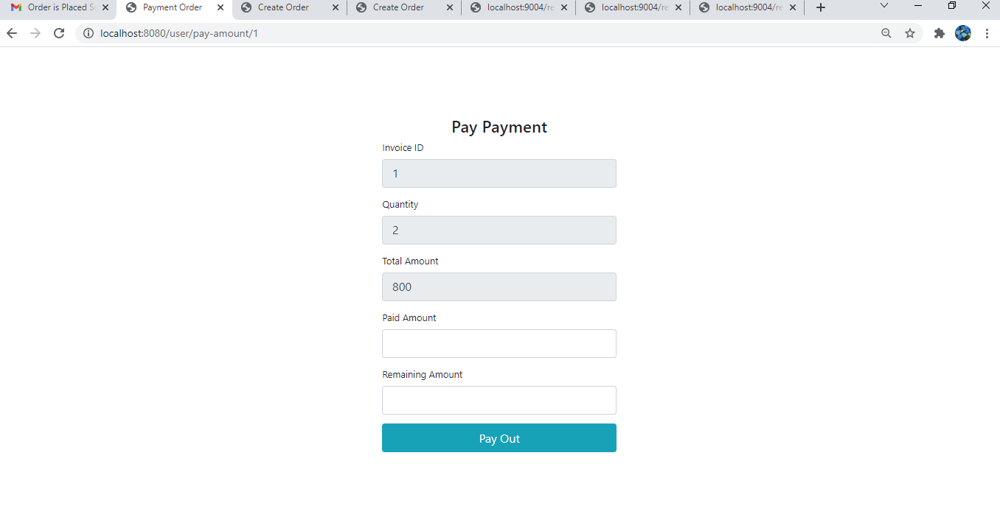 Order is Placed S
Payment Order
Create Order
Create Order
localhost:9004/re
localhost:9004/re
localhost:9004/re
localhost:8080/user/pay-amount/1
Pay Payment
Invoice ID
1
Quantity
2
Total Amount
800
Paid Amount
Remaining Amount
Pay Out